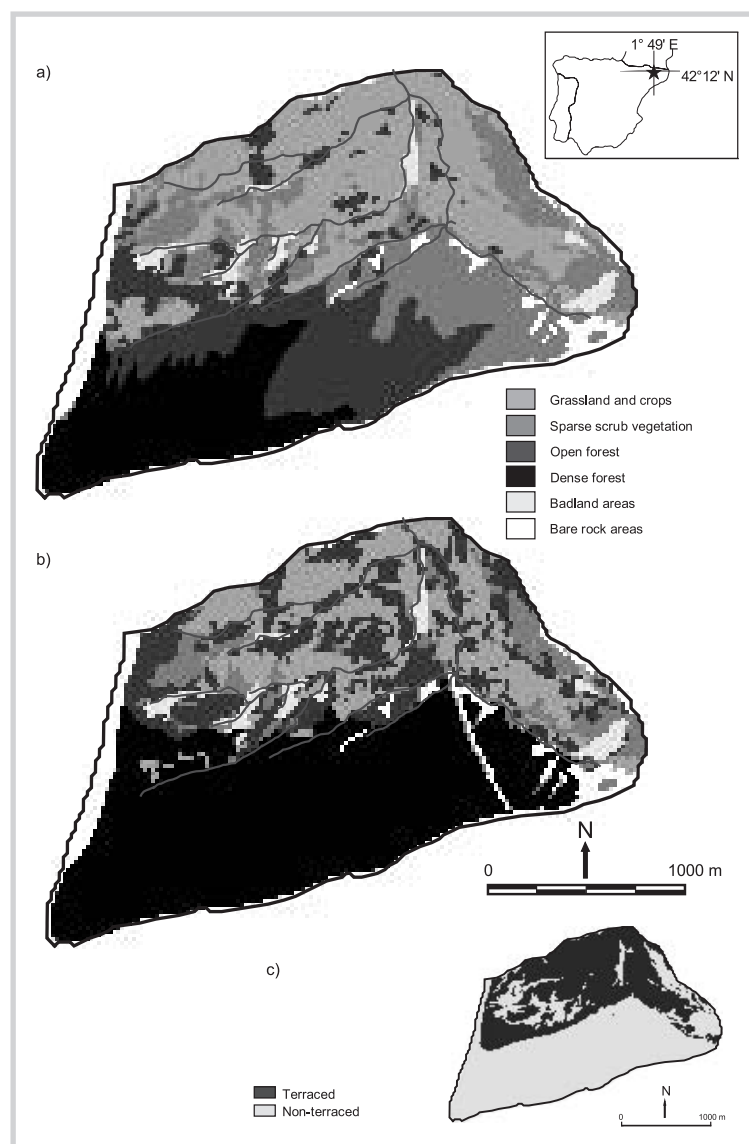 a)
1° 49' E
42°12' N
Grassland and crops
Sparse scrub vegetation
Open forest
Dense forest
Badland areas
Bare rock areas
b)
N
0 1000 m
c)
Terraced
Non-terraced
N
0 1000 m